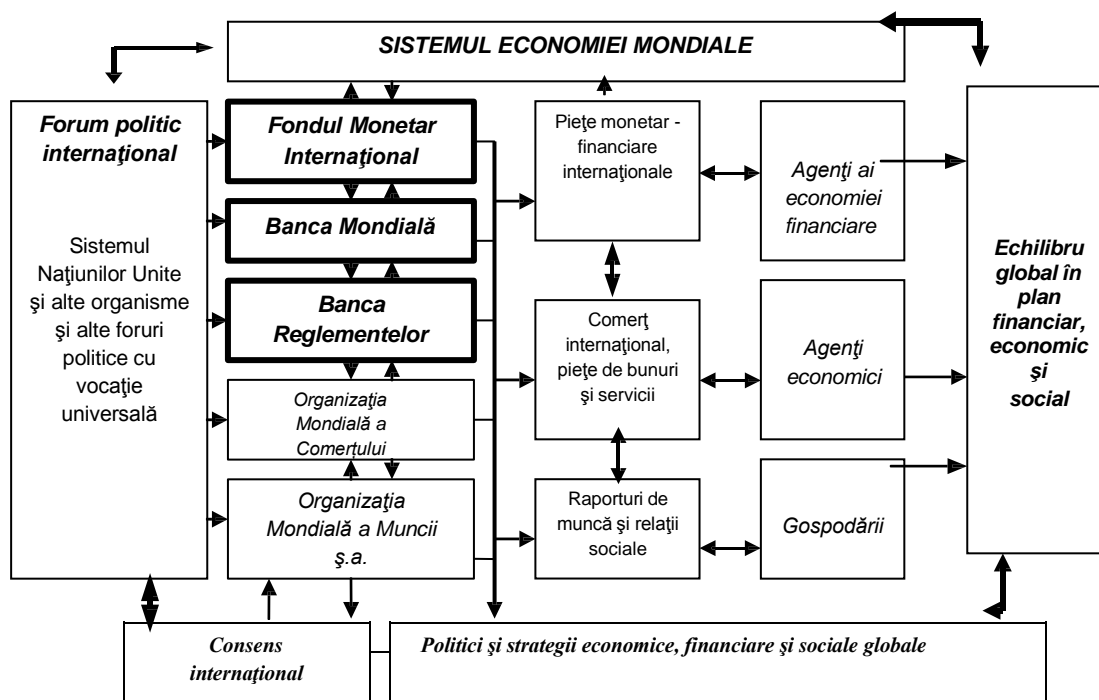 SISTEMUL ECONOMIEI MONDIALE
Forum politic
internaţional
Sistemul
Naţiunilor Unite
şi alte organisme
şi alte foruri
politice cu
vocaţie
universală
Fondul Monetar
Internaţional
Banca Mondială
Banca
Reglementelor
Organizaţia
Mondială a
Comerțului
Organizaţia
Mondială a Muncii
ş.a.
Pieţe monetar -
financiare
internaţionale
Comerţ
internaţional,
pieţe de bunuri
şi servicii
Raporturi de
muncă şi relaţii
sociale
Agenţi ai
economiei
financiare
Agenţi
economici
Gospodării
Echilibru
global în
plan
financiar,
economic
şi
social
Consens
internaţional
Politici şi strategii economice, financiare şi sociale globale